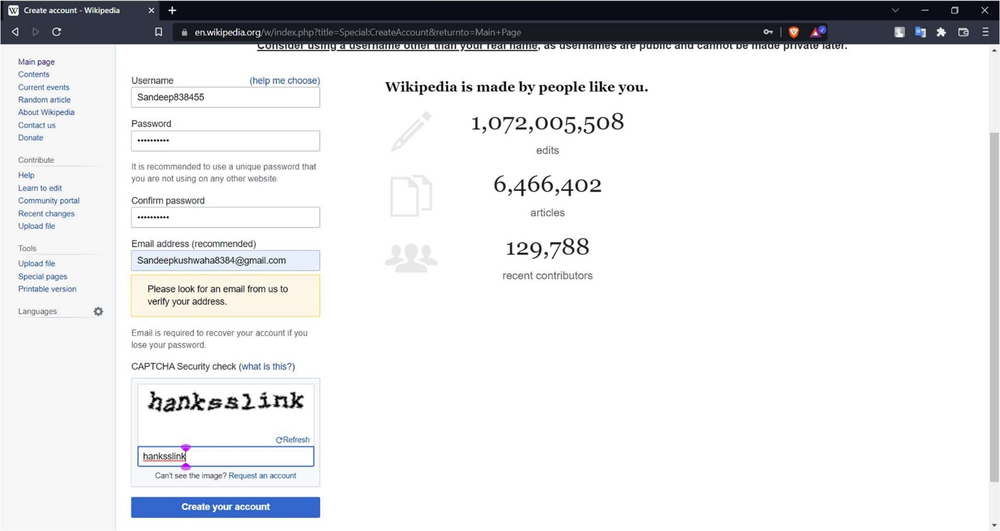 Create account - Wikipedia
en.wikipedia.org/w/index.php?title=Special:CreateAccount&returnto=Main+Page
Consider using a username other than your real name, as usernames are public and cannot be made private later.
Main page
Contents
Current events
Random article
About Wikipedia
Contact us
Donate
Contribute
Help
Learn to edit
Community portal
Recent changes
Upload file
Tools
Upload file
Special pages
Printable version
Languages
Username (help me choose)
Sandeep838455
Password
••••••••••
It is recommended to use a unique password that
you are not using on any other website.
Confirm password
••••••••••
Email address (recommended)
Sandeepkushwaha8384@gmail.com
Please look for an email from us to
verify your address.
Email is required to recover your account if you
lose your password.
CAPTCHA Security check (what is this?)
hanksslink
Refresh
hanksslink
Can't see the image? Request an account
Create your account
Wikipedia is made by people like you.
1,072,005,508
edits
6,466,402
articles
129,788
recent contributors